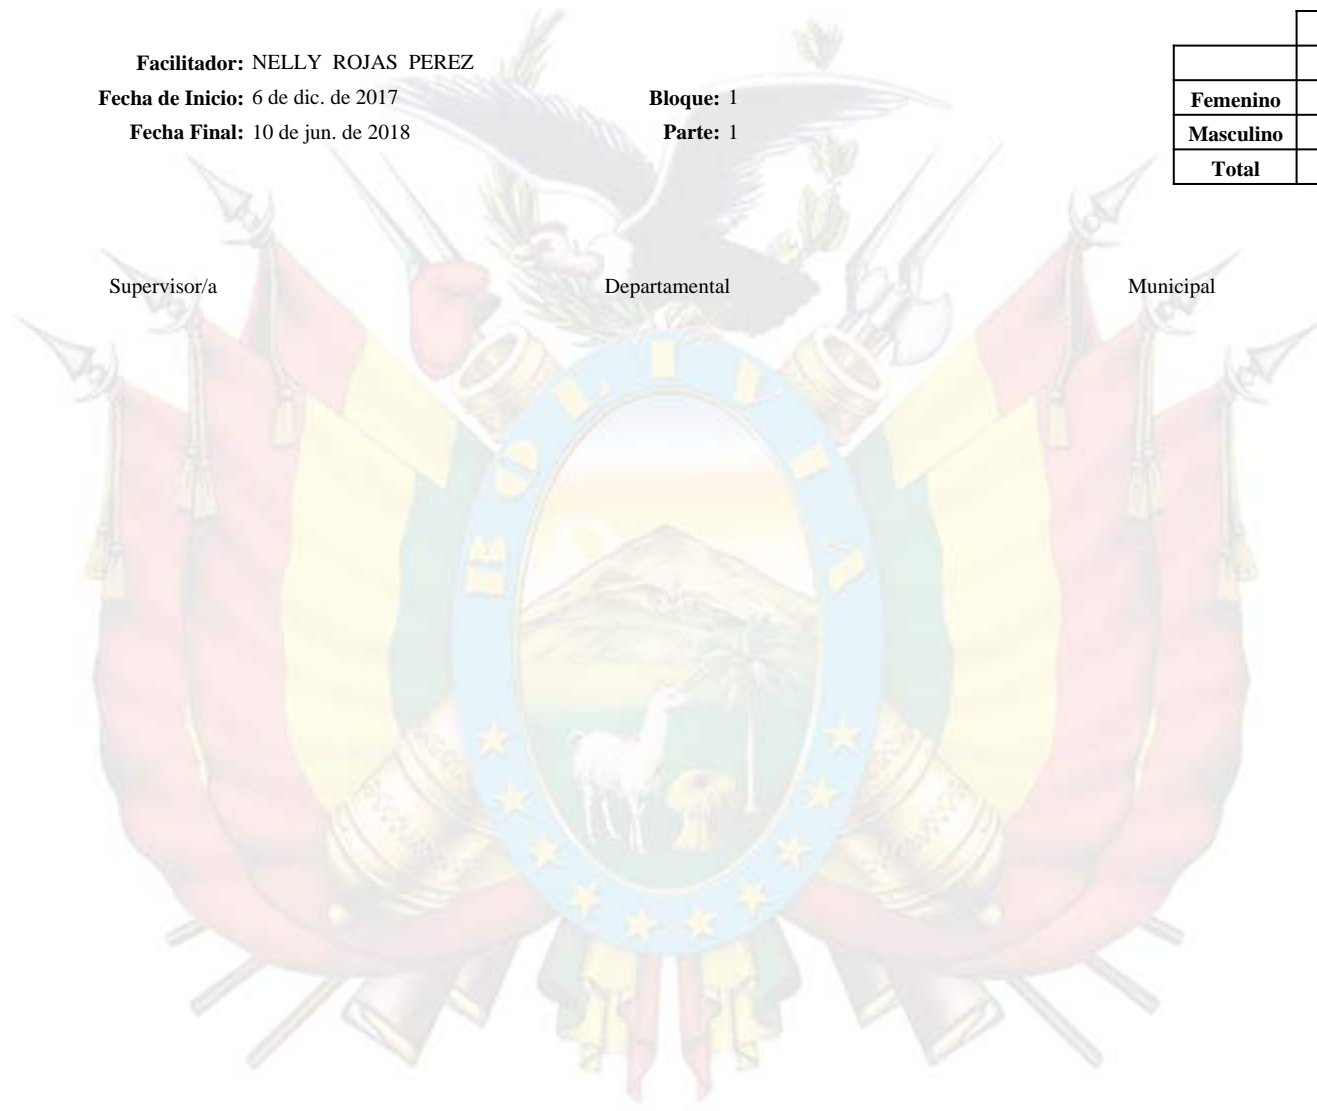 Facilitador: NELLY ROJAS PEREZ
Fecha de Inicio: 6 de dic. de 2017 Bloque: 1
Fecha Final: 10 de jun. de 2018 Parte: 1
Femenino
Masculino
Total
Supervisor/a Departamental Municipal
BOLIVIA